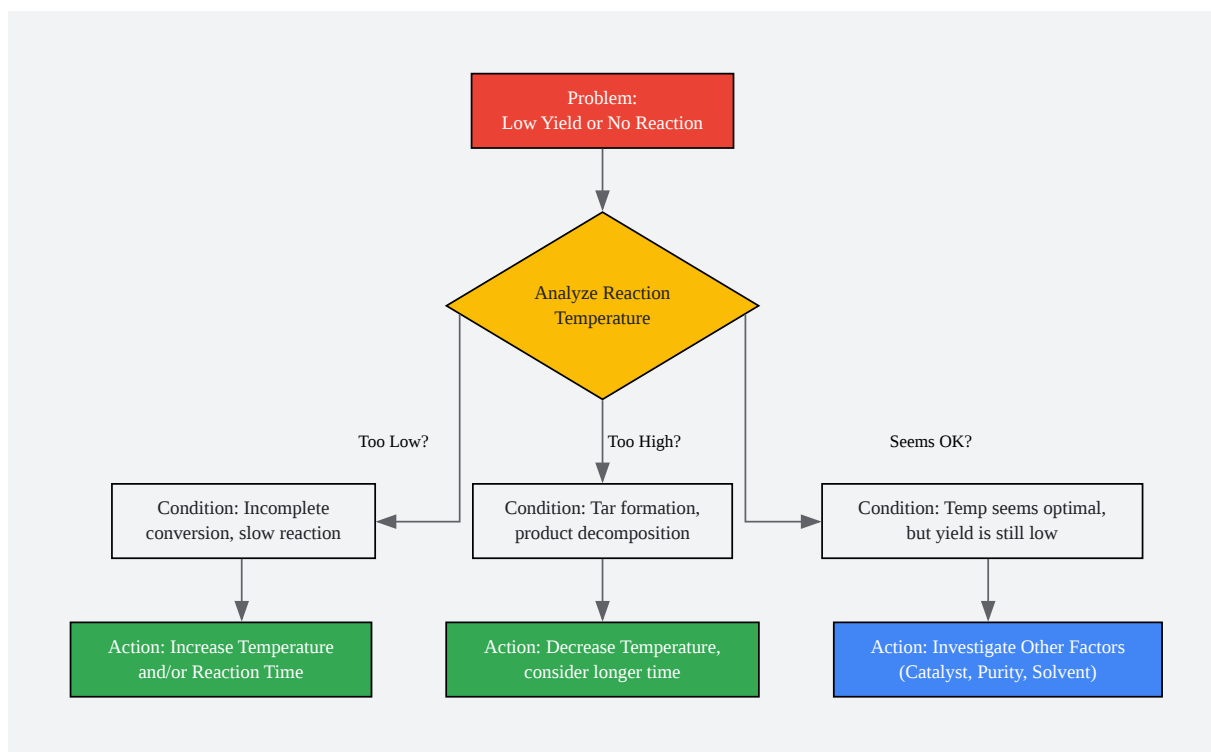 Problem:
Low Yield or No Reaction
Analyze Reaction
Temperature
Too Low?
Too High?
Seems OK?
Condition: Incomplete
conversion, slow reaction
Condition: Tar formation,
product decomposition
Condition: Temp seems optimal,
but yield is still low
Action: Increase Temperature
and/or Reaction Time
Action: Decrease Temperature,
consider longer time
Action: Investigate Other Factors
(Catalyst, Purity, Solvent)